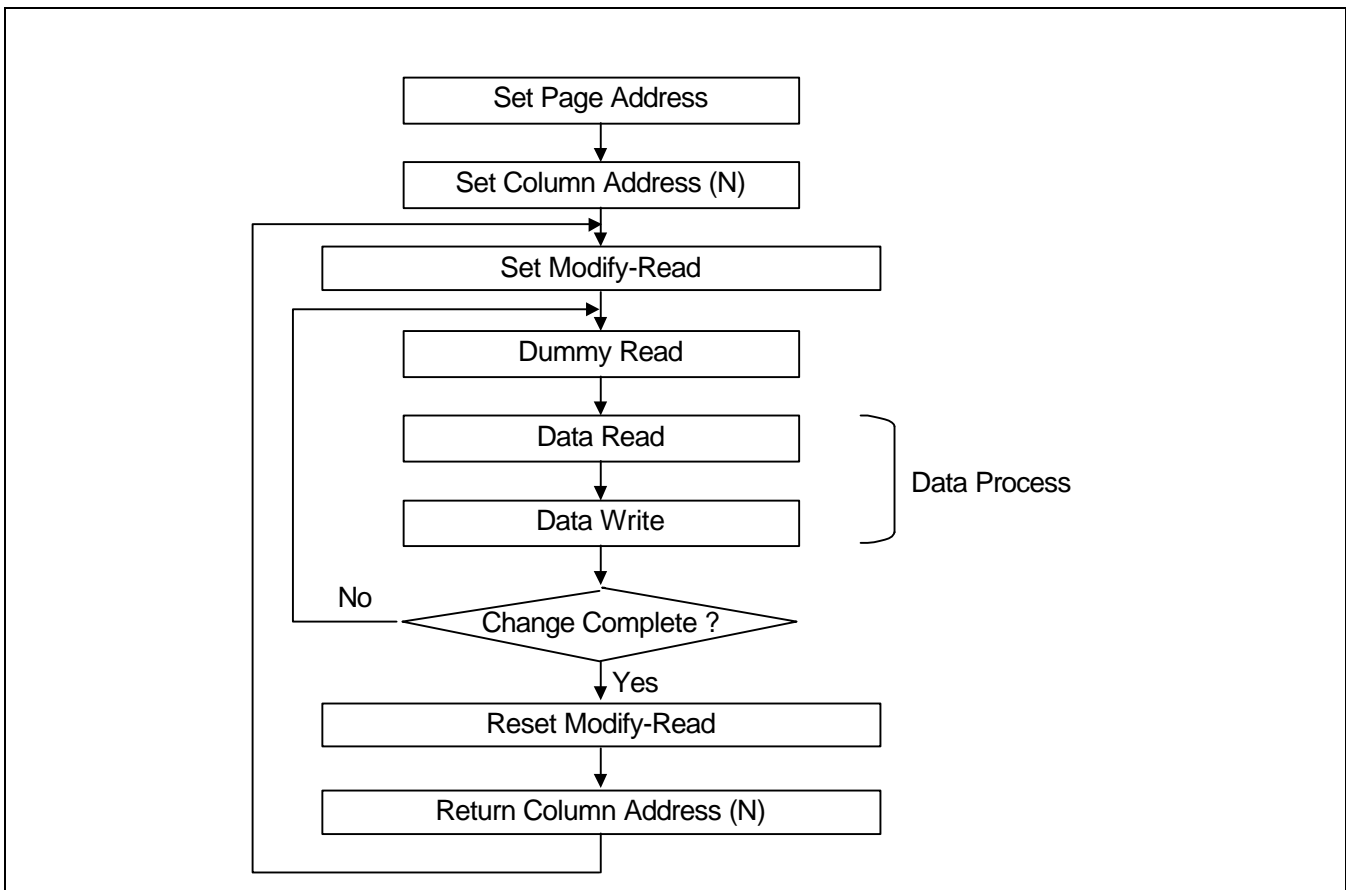 Set Page Address
Set Column Address (N)
Set Modify-Read
Dummy Read
Data Read
Data Process
Data Write
No
Change Complete ?
Yes
Reset Modify-Read
Return Column Address (N)